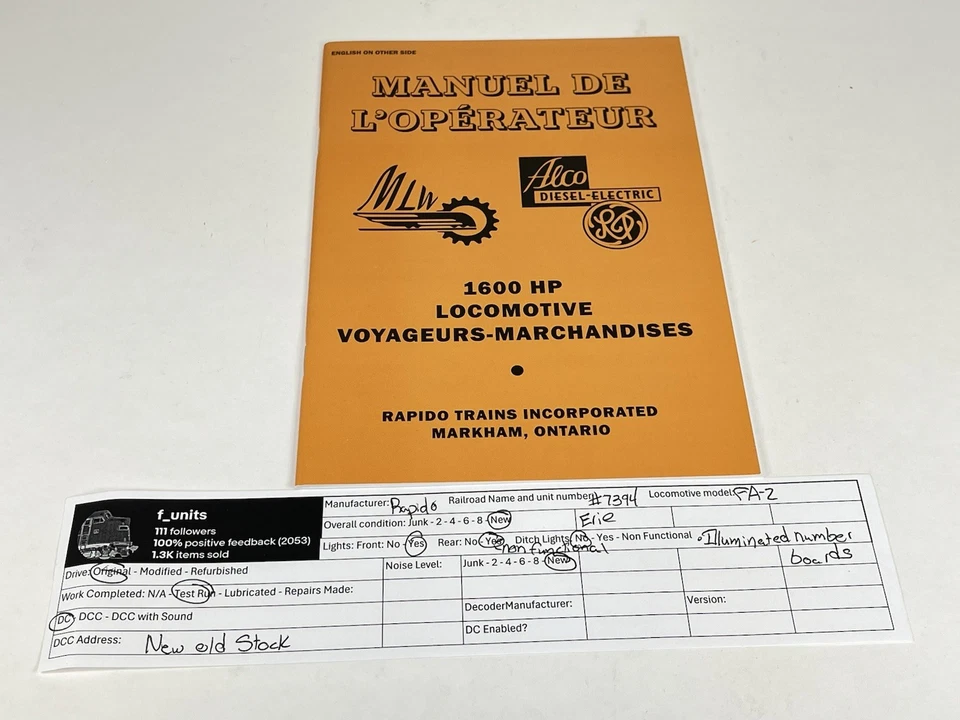 ENGLISH ON OTHER SIDE
MANUEL DE
L'OPÉRATEUR
MLW
Alco
DIESEL-ELECTRIC
1600 HP
LOCOMOTIVE
VOYAGEURS-MARCHANDISES
RAPIDO TRAINS INCORPORATED
MARKHAM, ONTARIO
f_units
111 followers
100% positive feedback (2053)
1.3K items sold
Manufacturer: Rapido Railroad Name and unit number: #7394 Locomotive model: FA-2
Overall condition: Junk - 2 - 4 - 6 - 8 - New Erie
Lights: Front: No - Yes Rear: No - Yes Ditch Lights: No - Yes - Non Functional • Illuminated number
non functional boards
Drive: Original - Modified - Refurbished Noise Level: Junk - 2 - 4 - 6 - 8 - New
Work Completed: N/A - Test Run - Lubricated - Repairs Made:
DC - DCC - DCC with Sound DecoderManufacturer: Version:
DCC Address: New old Stock DC Enabled?